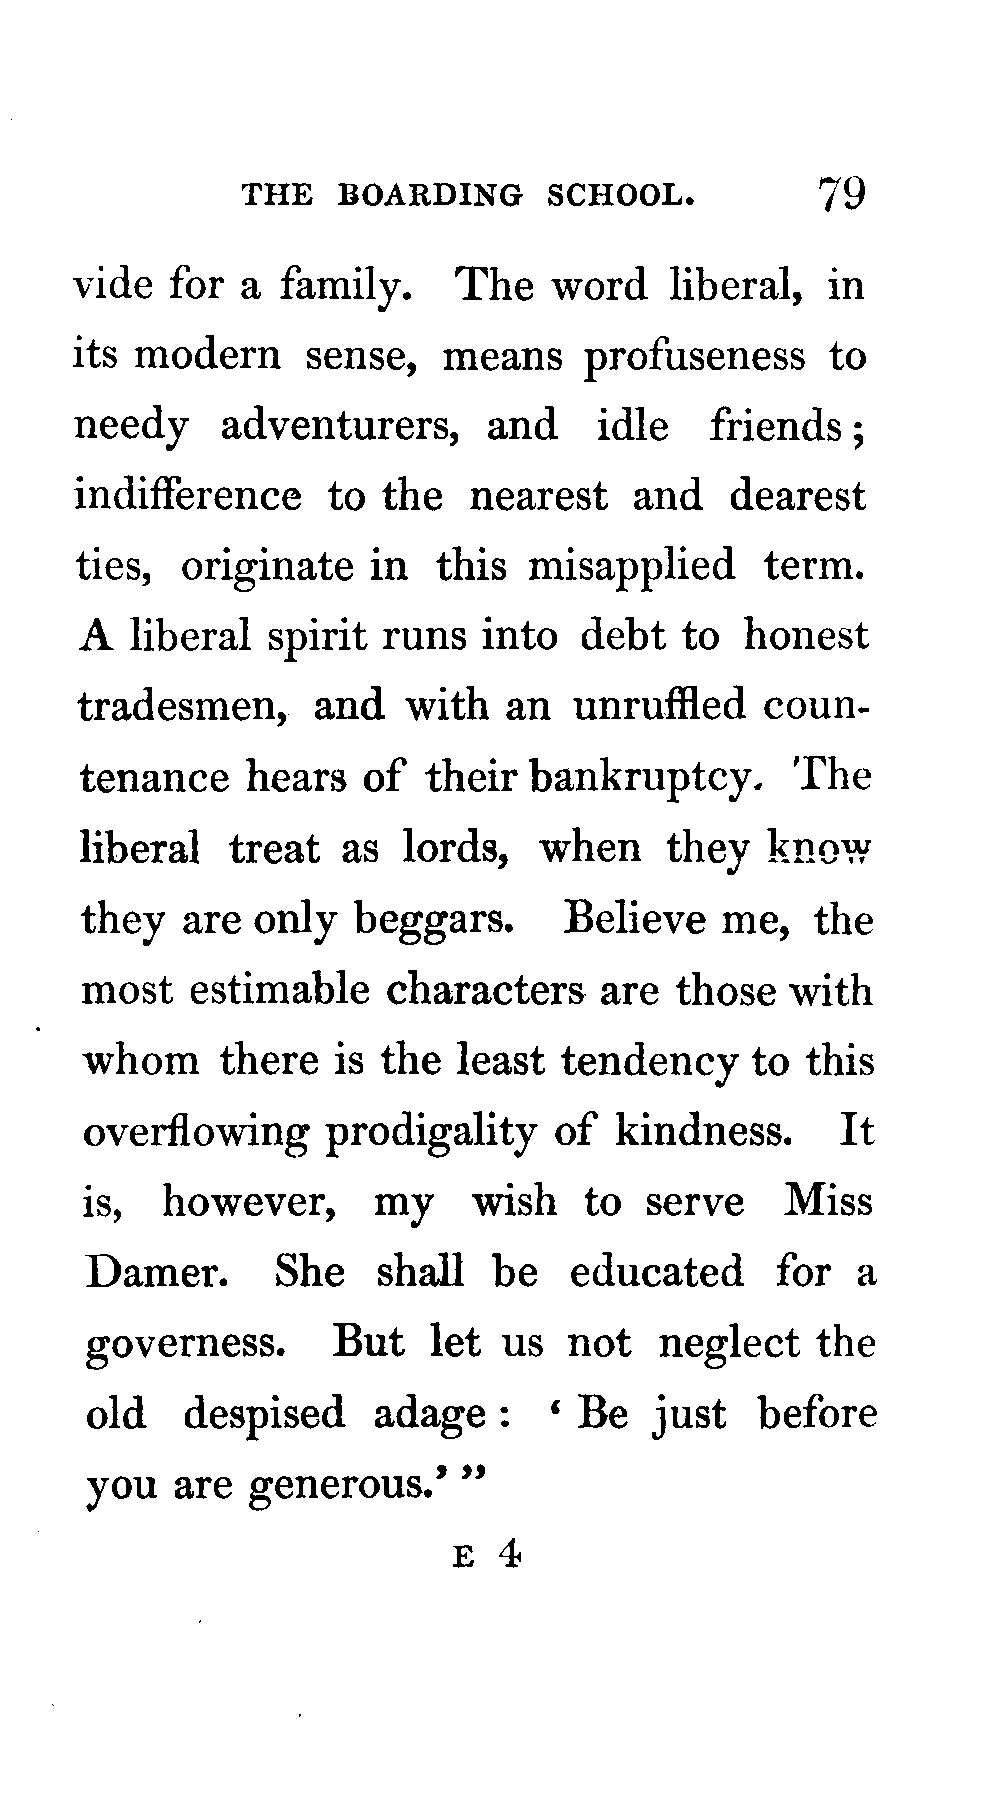 THE BOARDING SCHOOL. 79
vide for a family. The word liberal, in
its modern sense, means profuseness to
needy adventurers, and idle friends;
indifference to the nearest and dearest
ties, originate in this misapplied term.
A liberal spirit runs into debt to honest
tradesmen, and with an unruffled coun-
tenance hears of their bankruptcy. The
liberal treat as lords, when they know
they are only beggars. Believe me, the
most estimable characters are those with
whom there is the least tendency to this
overflowing prodigality of kindness. It
is, however, my wish to serve Miss
Damer. She shall be educated for a
governess. But let us not neglect the
old despised adage: ‘Be just before
you are generous.’”
E 4